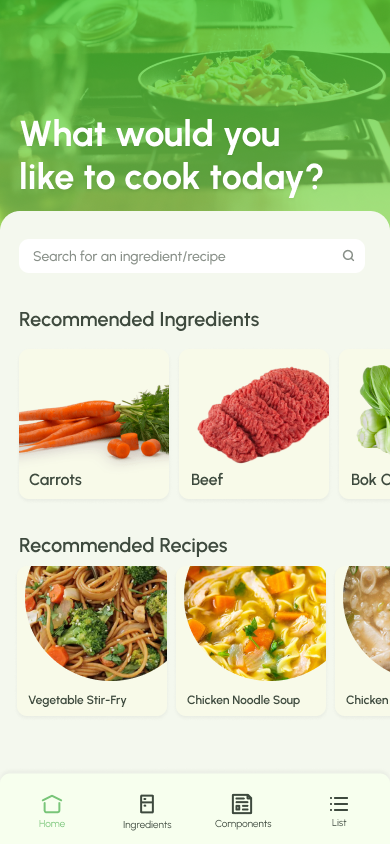 What would you
like to cook today?
Search for an ingredient/recipe
Recommended Ingredients
Carrots
Beef
Bok C
Recommended Recipes
Vegetable Stir-Fry
Chicken Noodle Soup
Chicken
Home
Ingredients
Components
List